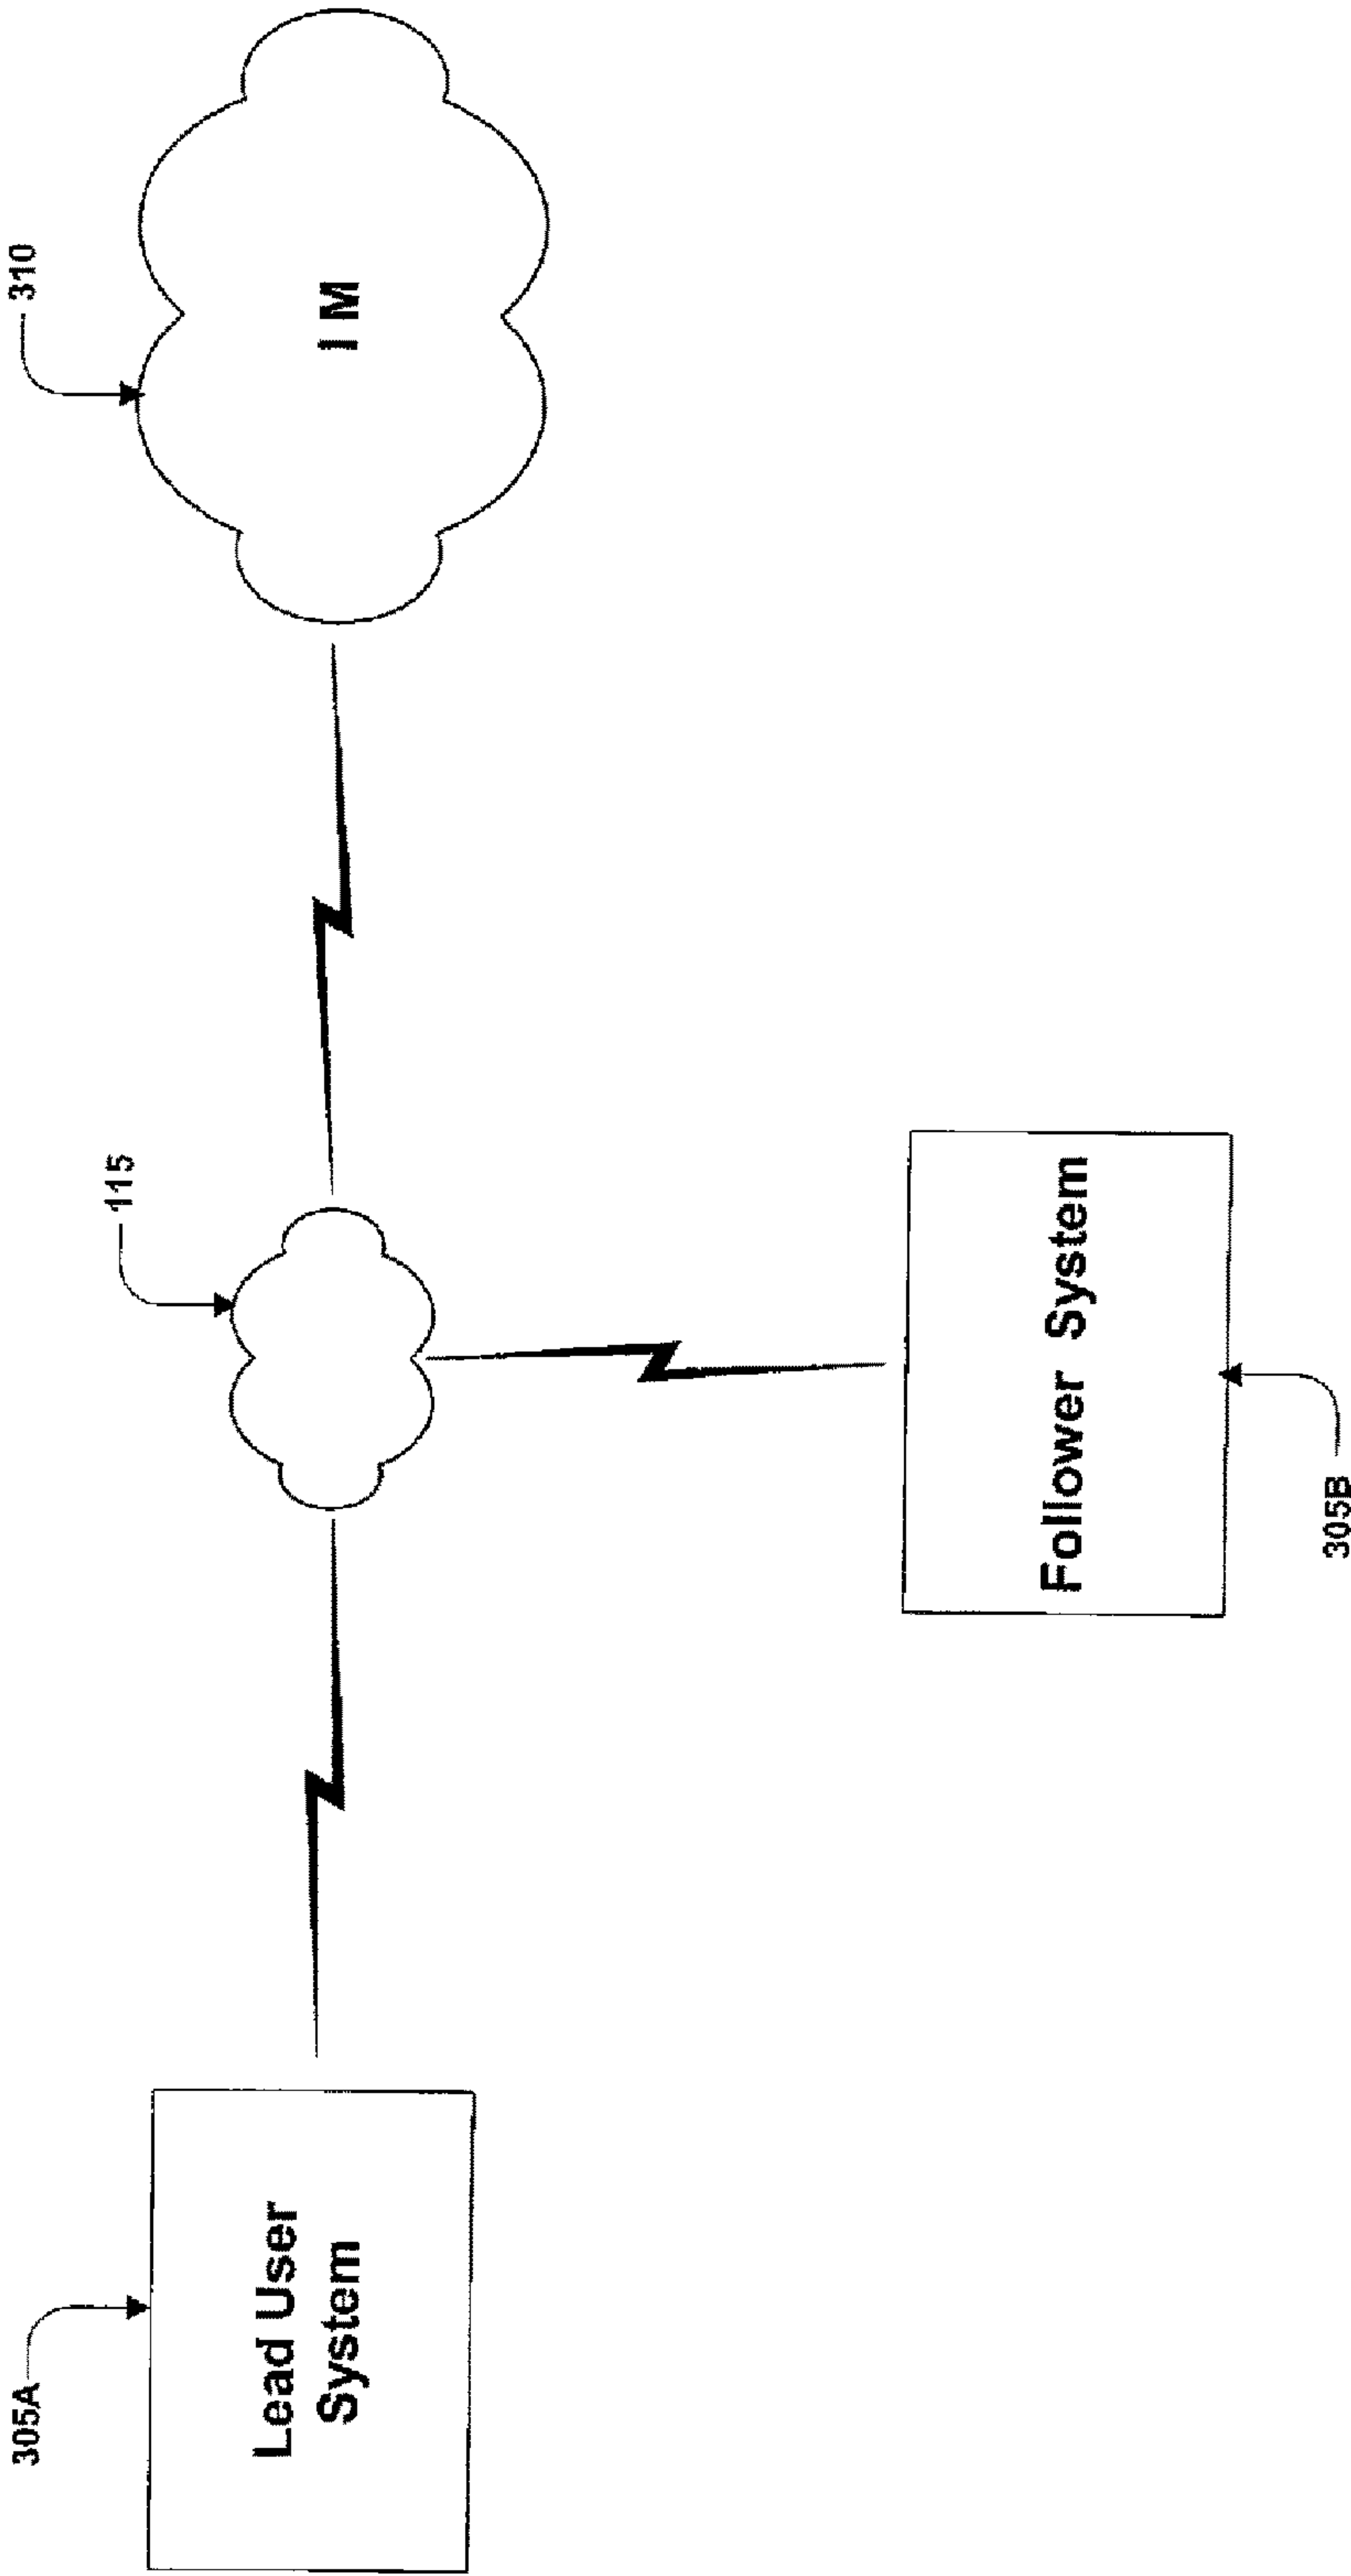 305A
Lead User
System
115
310
I M
Follower System
305B